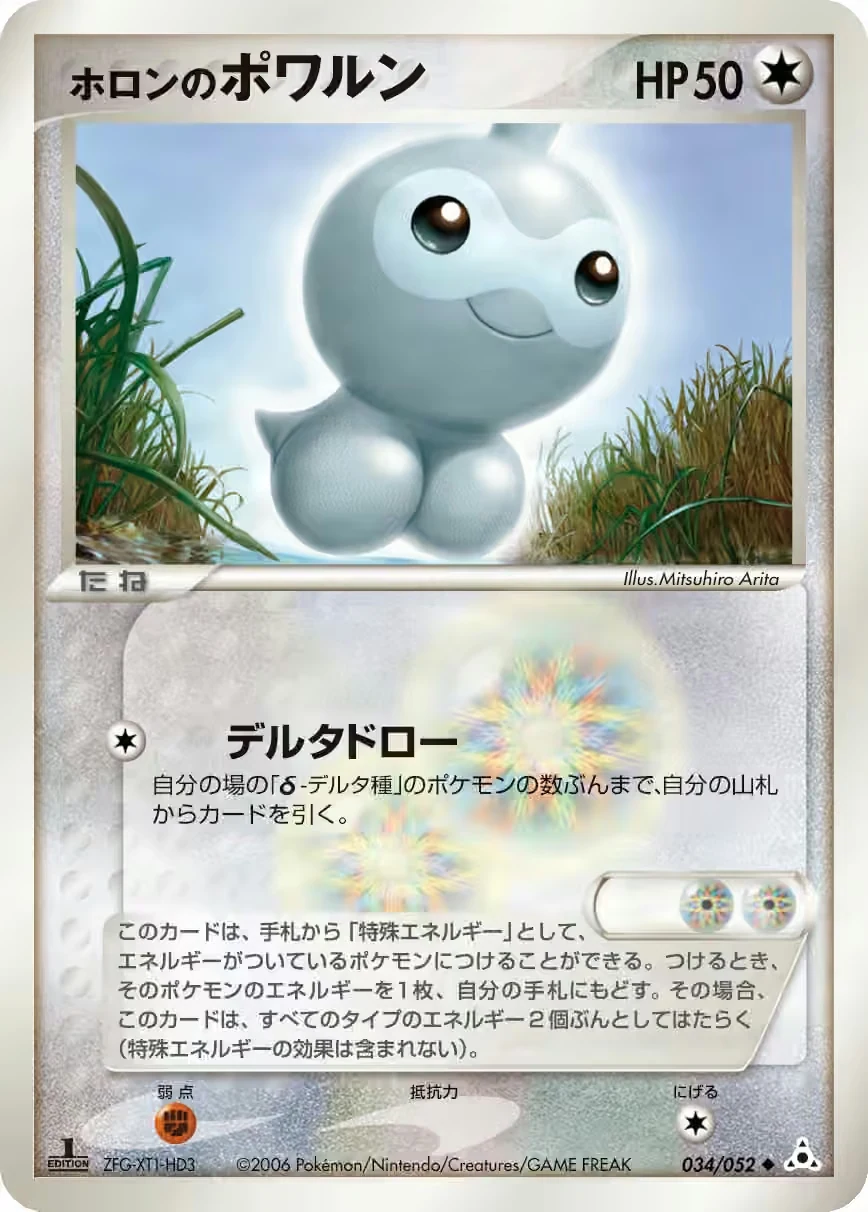 ホロンのポワルン HP50
たね
Illus.Mitsuhiro Arita
デルタドロー
自分の場の「δ-デルタ種」のポケモンの数ぶんまで、自分の山札
からカードを引く。
このカードは、手札から「特殊エネルギー」として、
エネルギーがついているポケモンにつけることができる。つけるとき、
そのポケモンのエネルギーを1枚、自分の手札にもどす。その場合、
このカードは、すべてのタイプのエネルギー2個ぶんとしてはたらく
(特殊エネルギーの効果は含まれない)。
弱点 抵抗力 にげる
1 EDITION ZFG-XT1-HD3 ©2006 Pokémon/Nintendo/Creatures/GAME FREAK 034/052